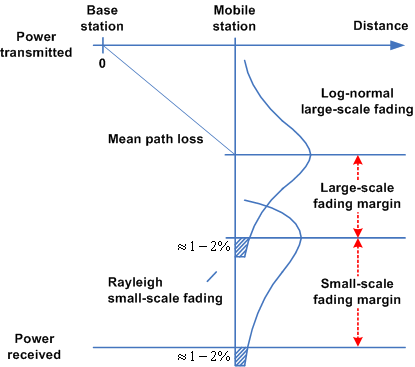 Base
station
Mobile
station
Distance
Power
transmitted
0
Log-normal
large-scale fading
Mean path loss
Large-scale
fading margin
≈1−2%
Rayleigh
small-scale fading
Small-scale
fading margin
Power
received
≈1−2%